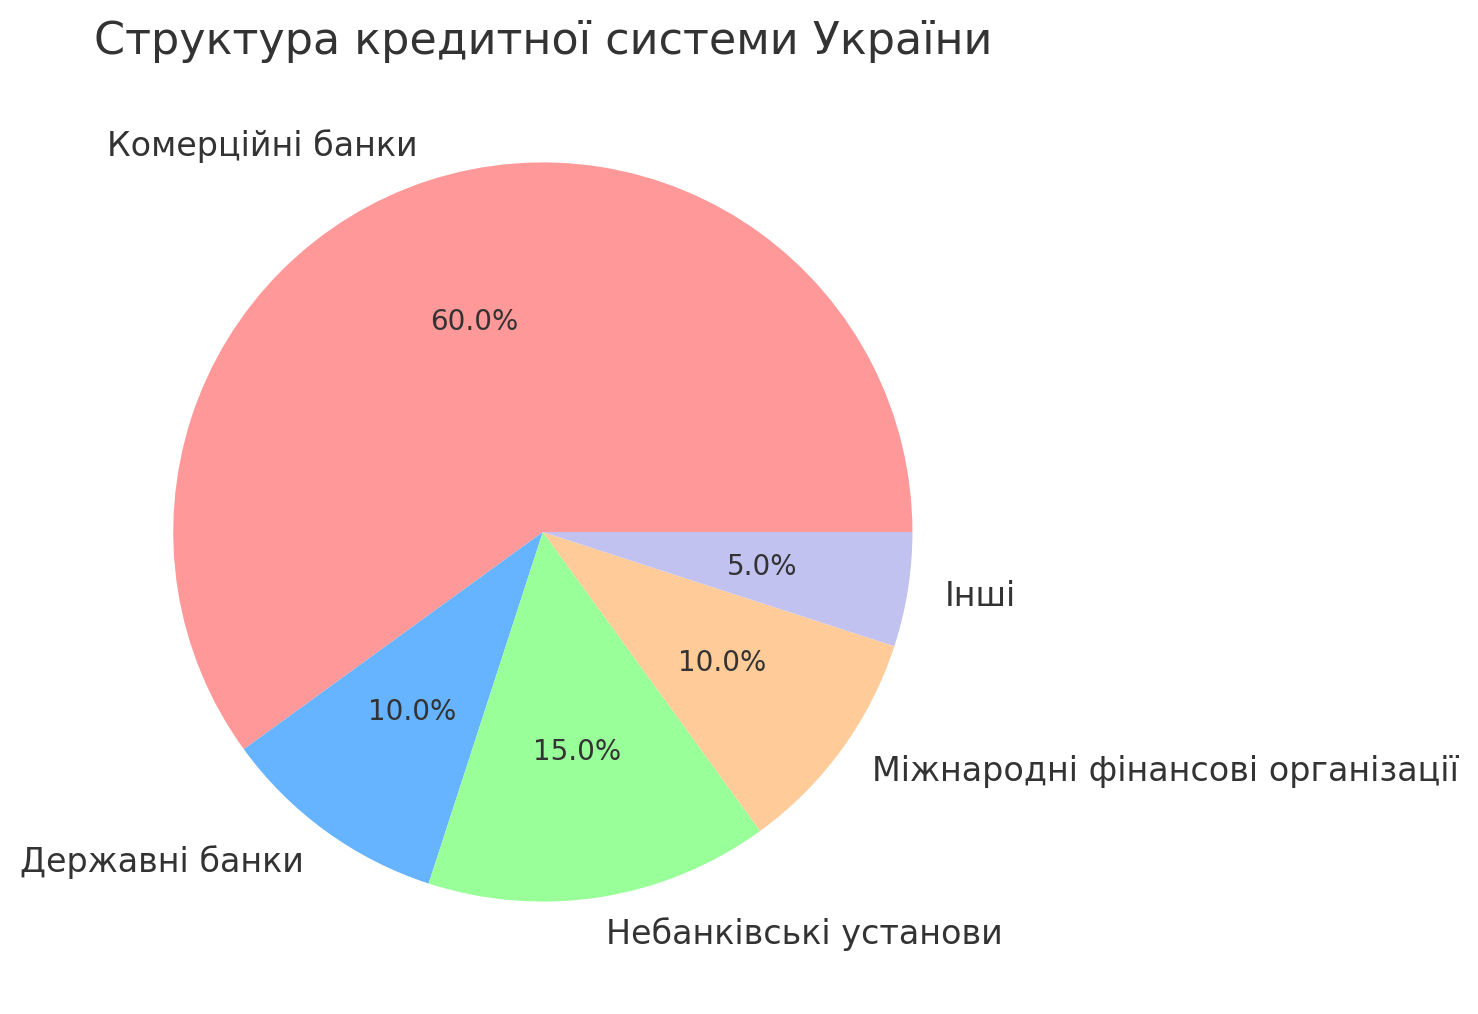 Структура кредитної системи України
Комерційні банки
60.0%
5.0%
Інші
10.0%
10.0%
15.0%
Міжнародні фінансові організації
Державні банки
Небанківські установи